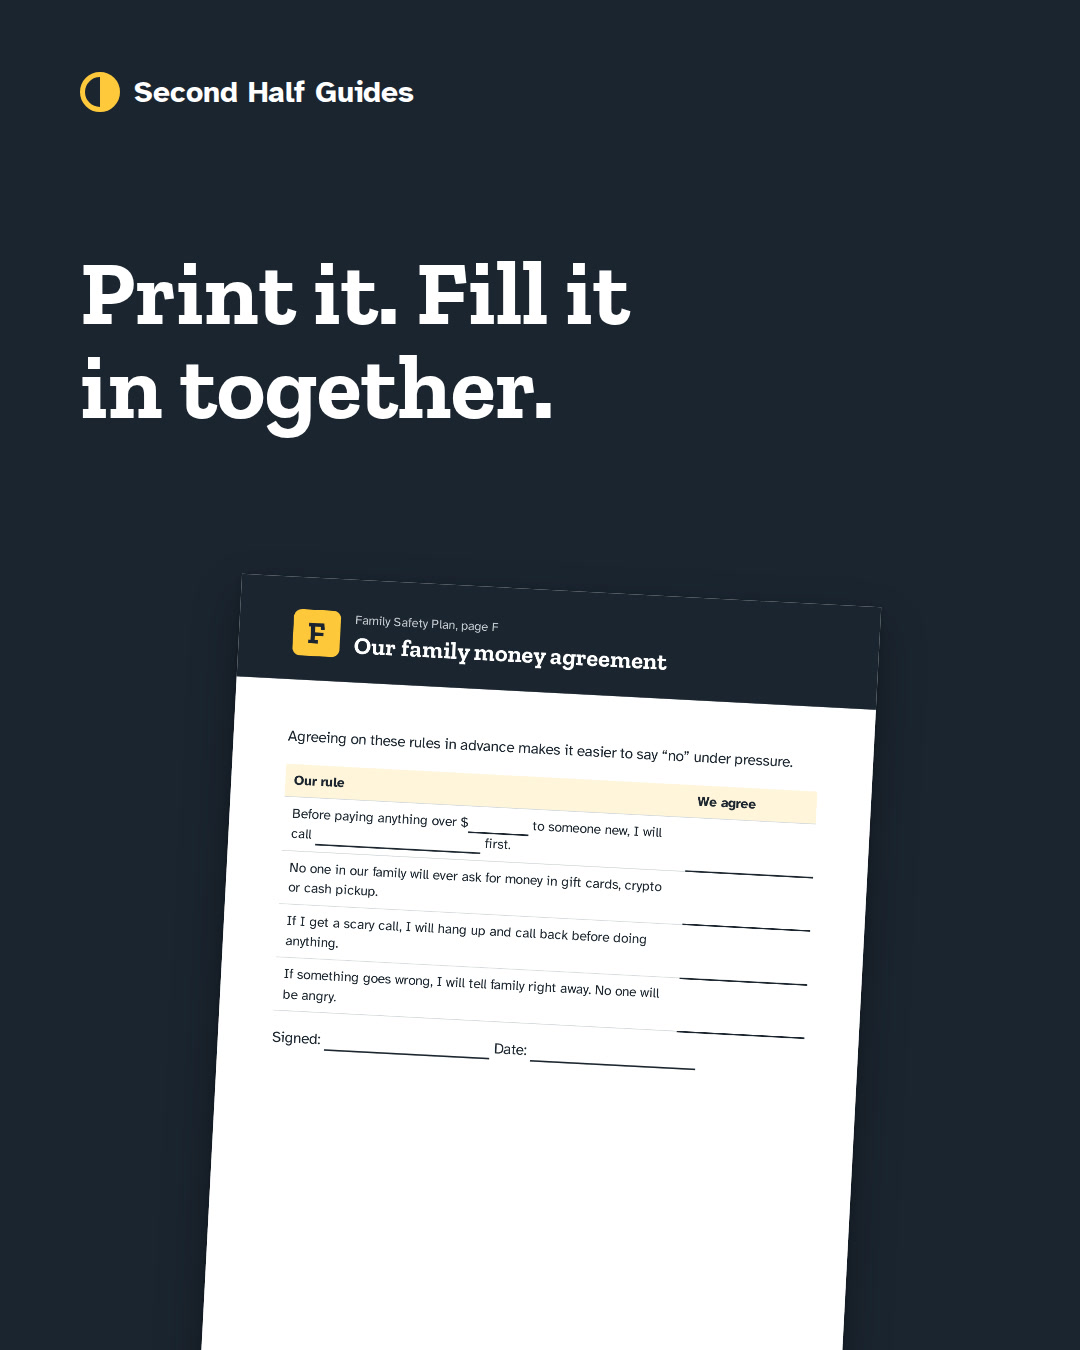 Second Half Guides
Print it. Fill it
in together.
F
Family Safety Plan, page F
Our family money agreement
Agreeing on these rules in advance makes it easier to say “no” under pressure.
Our rule
We agree
Before paying anything over $________ to someone new, I will
call ______________________ first.
No one in our family will ever ask for money in gift cards, crypto
or cash pickup.
If I get a scary call, I will hang up and call back before doing
anything.
If something goes wrong, I will tell family right away. No one will
be angry.
Signed: ______________________ Date: ______________________